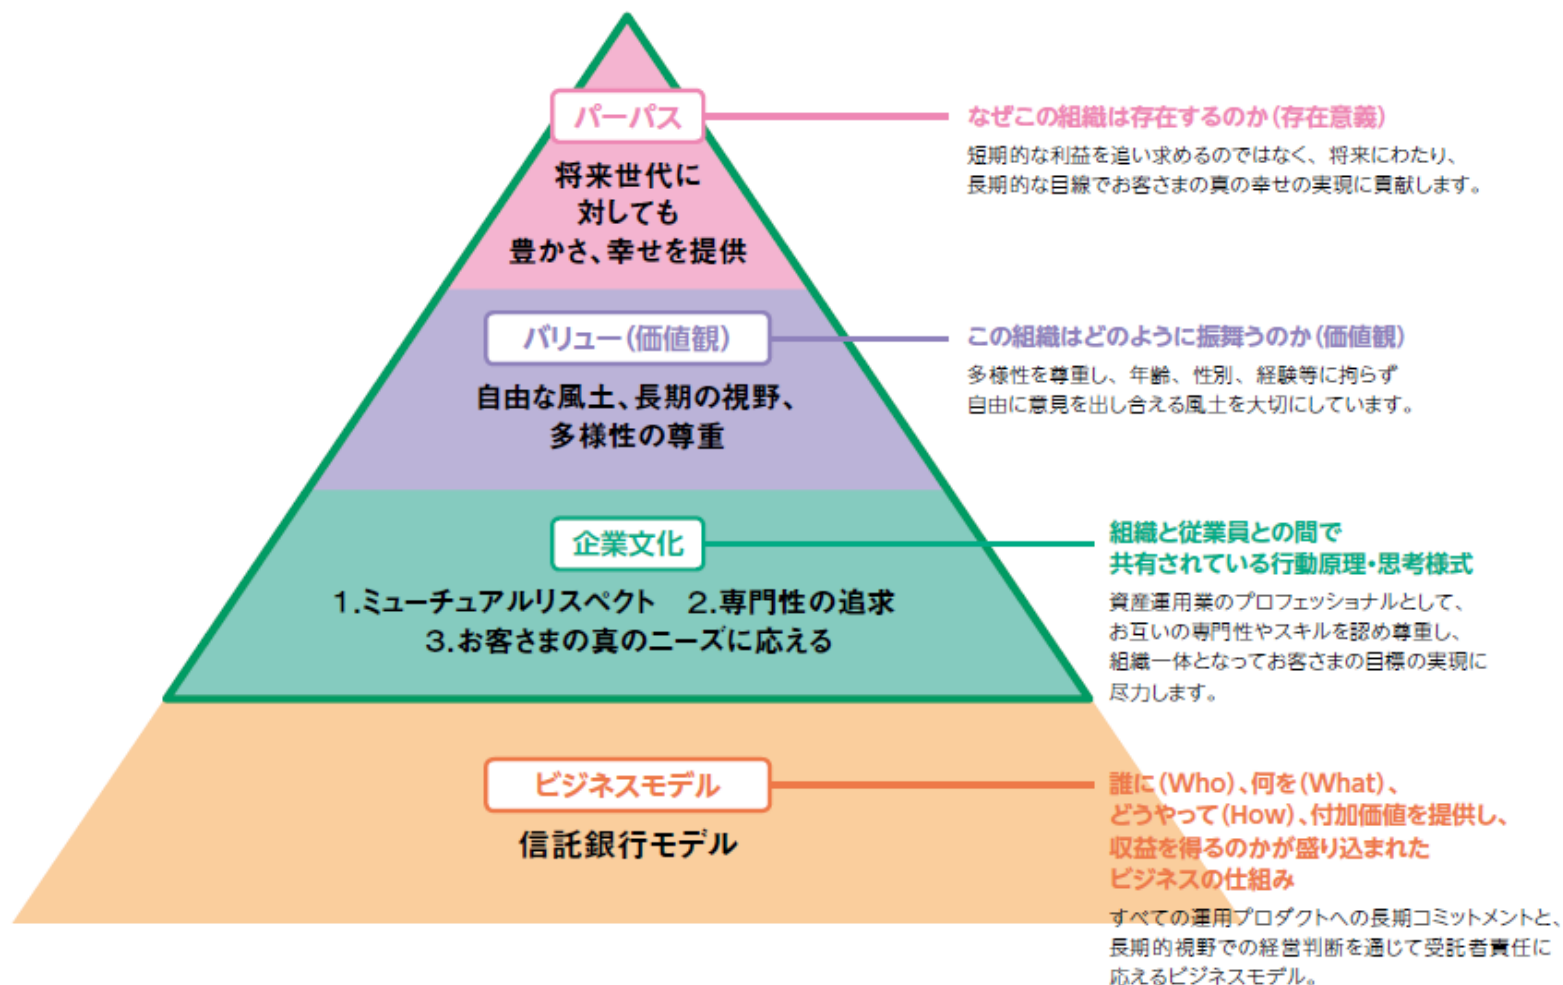 パーパス
将来世代に
対しても
豊かさ、幸せを提供
なぜこの組織は存在するのか(存在意義)
短期的な利益を追い求めるのではなく、将来にわたり、
長期的な目線でお客さまの真の幸せの実現に貢献します。
バリュー(価値観)
自由な風土、長期の視野、
多様性の尊重
この組織はどのように振舞うのか(価値観)
多様性を尊重し、年齢、性別、経験等に拘らず
自由に意見を出し合える風土を大切にしています。
企業文化
1.ミューチュアルリスペクト 2.専門性の追求
3.お客さまの真のニーズに応える
組織と従業員との間で
共有されている行動原理・思考様式
資産運用業のプロフェッショナルとして、
お互いの専門性やスキルを認め尊重し、
組織一体となってお客さまの目標の実現に
尽力します。
ビジネスモデル
信託銀行モデル
誰に(Who)、何を(What)、
どうやって(How)、付加価値を提供し、
収益を得るのかが盛り込まれた
ビジネスの仕組み
すべての運用プロダクトへの長期コミットメントと、
長期的視野での経営判断を通じて受託者責任に
応えるビジネスモデル。